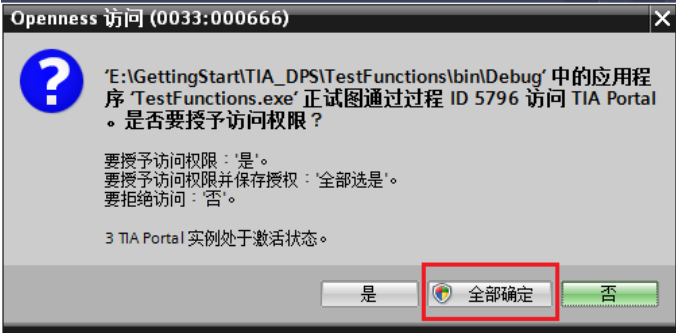 Openness 访问 (0033:000666)
'E:\GettingStart\TIA_DPS\TestFunctions\bin\Debug' 中的应用程
序 'TestFunctions.exe' 正试图通过过程 ID 5796 访问 TIA Portal
。是否要授予访问权限？
要授予访问权限：'是'。
要授予访问权限并保存授权：'全部选是'。
要拒绝访问：'否'。
3 TIA Portal 实例处于激活状态。
是
全部确定
否